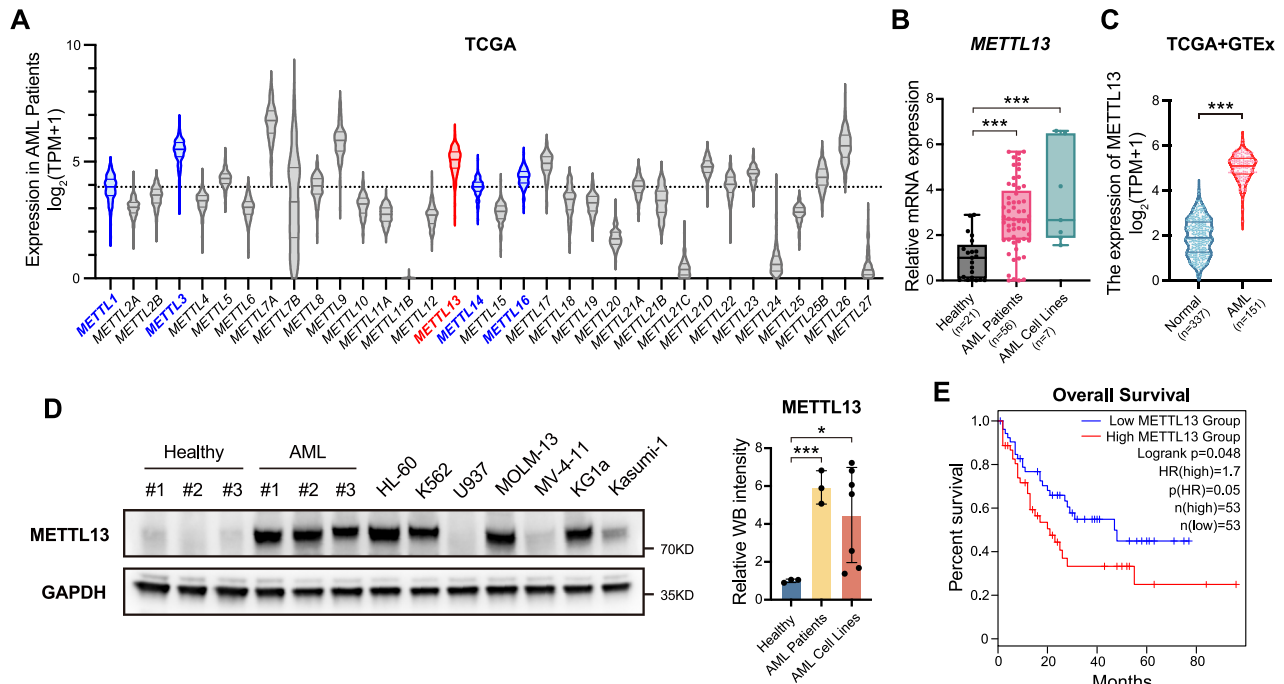 A
TCGA
Expression in AML Patients
log2(TPM+1)
10
5
0
METTL1
METTL2A
METTL2B
METTL3
METTL4
METTL5
METTL6
METTL7A
METTL7B
METTL8
METTL9
METTL10
METTL11A
METTL11B
METTL12
METTL13
METTL14
METTL15
METTL16
METTL17
METTL18
METTL19
METTL20
METTL21A
METTL21B
METTL21C
METTL21D
METTL22
METTL23
METTL24
METTL25
METTL25B
METTL26
METTL27
B
METTL13
Relative mRNA expression
8
6
4
2
0
***
***
Healthy
(n=21)
AML Patients
(n=56)
AML Cell Lines
(n=7)
C
TCGA+GTEx
The expression of METTL13
log2(TPM+1)
8
6
4
2
0
***
Normal
(n=337)
AML
(n=151)
D
Healthy
AML
#1 #2 #3 #1 #2 #3 HL-60 K562 U937 MOLM-13 MV-4-11 KG1a Kasumi-1
METTL13
70KD
GAPDH
35KD
METTL13
Relative WB intensity
8
6
4
2
0
*
***
Healthy
AML Patients
AML Cell Lines
E
Overall Survival
Percent survival
1.0
0.8
0.6
0.4
0.2
0
Low METTL13 Group
High METTL13 Group
Logrank p=0.048
HR(high)=1.7
p(HR)=0.05
n(high)=53
n(low)=53
0 20 40 60 80
Months